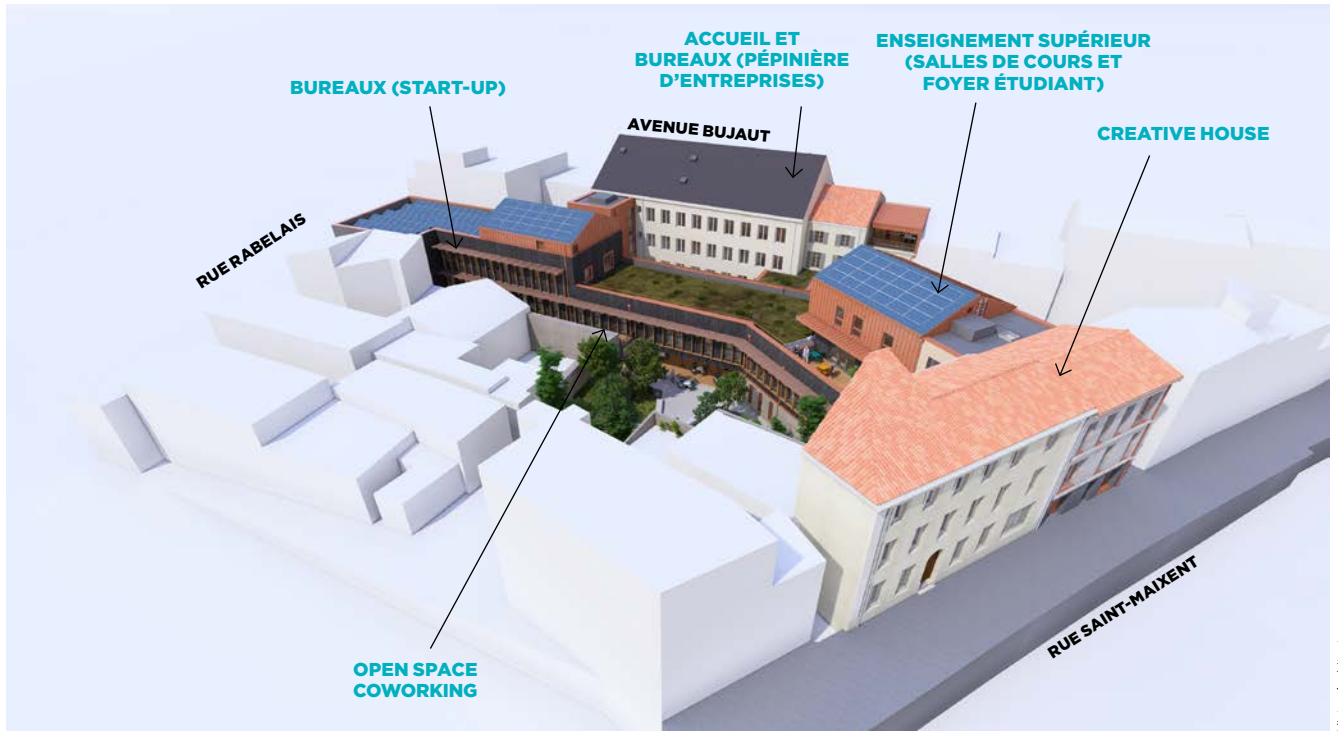 ACCUEIL ET
BUREAUX (PÉPINIÈRE
D'ENTREPRISES)
ENSEIGNEMENT SUPÉRIEUR
(SALLES DE COURS ET
FOYER ÉTUDIANT)
BUREAUX (START-UP)
AVENUE BUJAUT
CREATIVE HOUSE
RUE RABELAIS
RUE SAINT-MAIXENT
OPEN SPACE
COWORKING